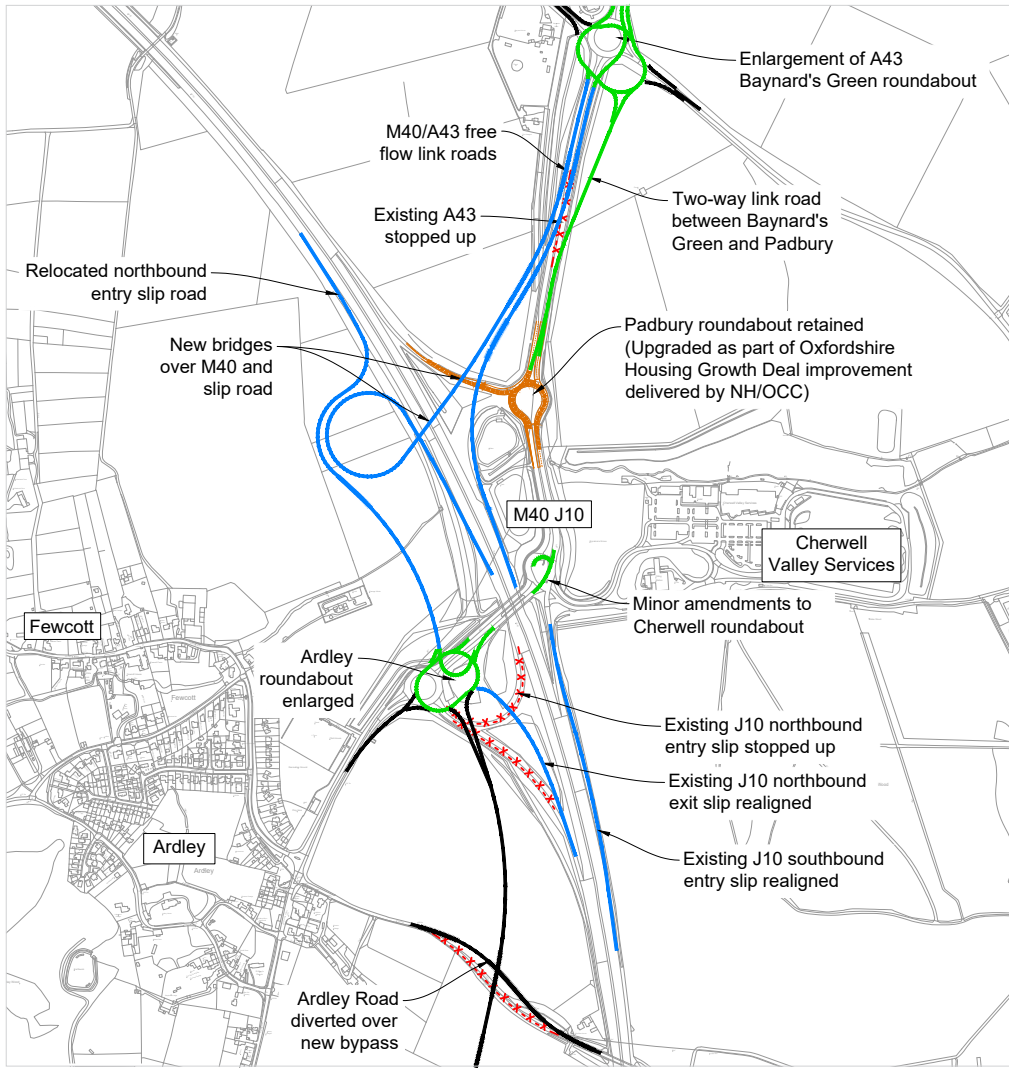 Enlargement of A43
Baynard's Green roundabout
M40/A43 free
flow link roads
Two-way link road
between Baynard's
Green and Padbury
Existing A43
stopped up
Relocated northbound
entry slip road
New bridges
over M40 and
slip road
Padbury roundabout retained
(Upgraded as part of Oxfordshire
Housing Growth Deal improvement
delivered by NH/OCC)
M40 J10
Cherwell
Valley Services
Minor amendments to
Cherwell roundabout
Fewcott
Fewcott
Ardley
roundabout
enlarged
Existing J10 northbound
entry slip stopped up
Existing J10 northbound
exit slip realigned
Ardley
Ardley
Existing J10 southbound
entry slip realigned
Ardley Road
diverted over
new bypass